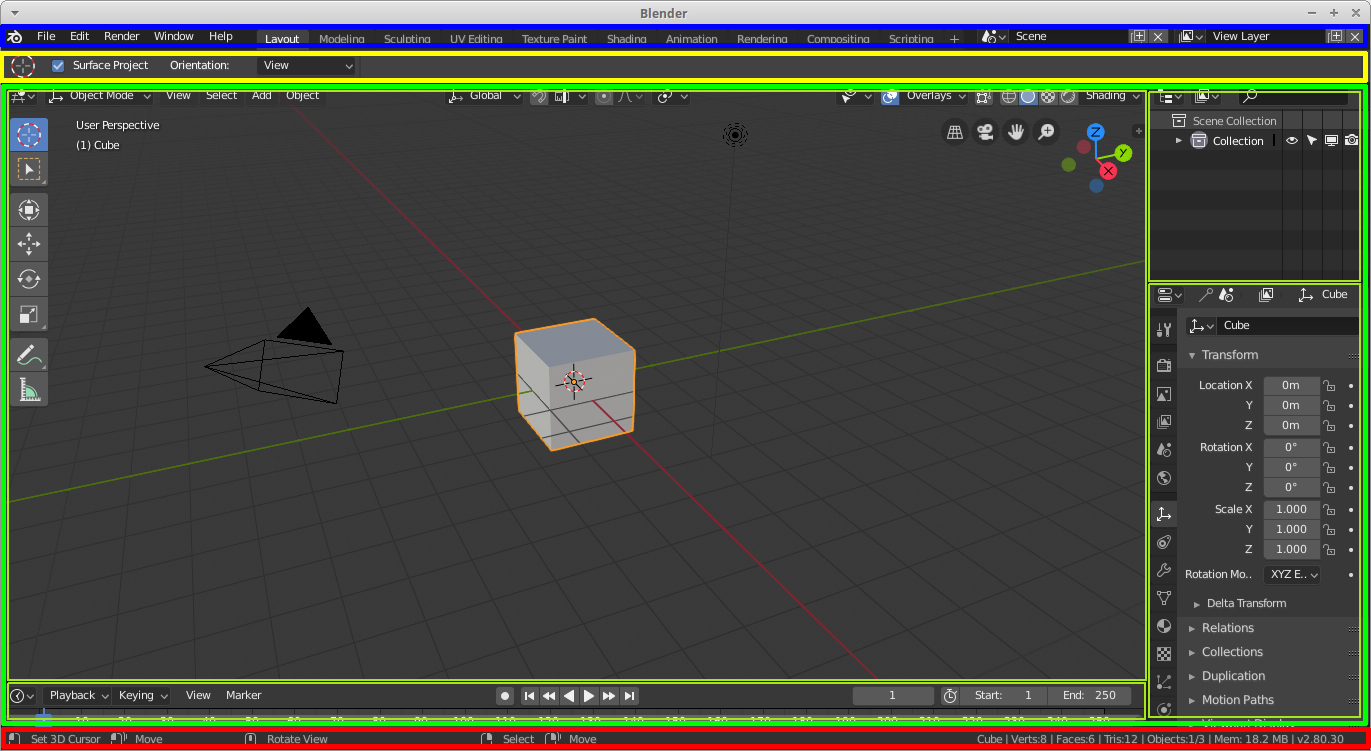 Blender
File Edit Render Window Help Layout Modeling Sculpting UV Editing Texture Paint Shading Animation Rendering Compositing Scripting + Scene View Layer
Surface Project Orientation: View
Object Mode View Select Add Object Global Overlays Shading
User Perspective
(1) Cube
Z
Y
X
Scene Collection
Collection
Cube
Cube
Transform
Location X 0m
Y 0m
Z 0m
Rotation X 0°
Y 0°
Z 0°
Scale X 1.000
Y 1.000
Z 1.000
Rotation Mo.. XYZ E..
Delta Transform
Relations
Collections
Duplication
Motion Paths
Playback Keying View Marker 1 Start: 1 End: 250
Set 3D Cursor Move Rotate View Select Move Cube | Verts:8 | Faces:6 | Tris:12 | Objects:1/3 | Mem: 18.2 MB | v2.80.30